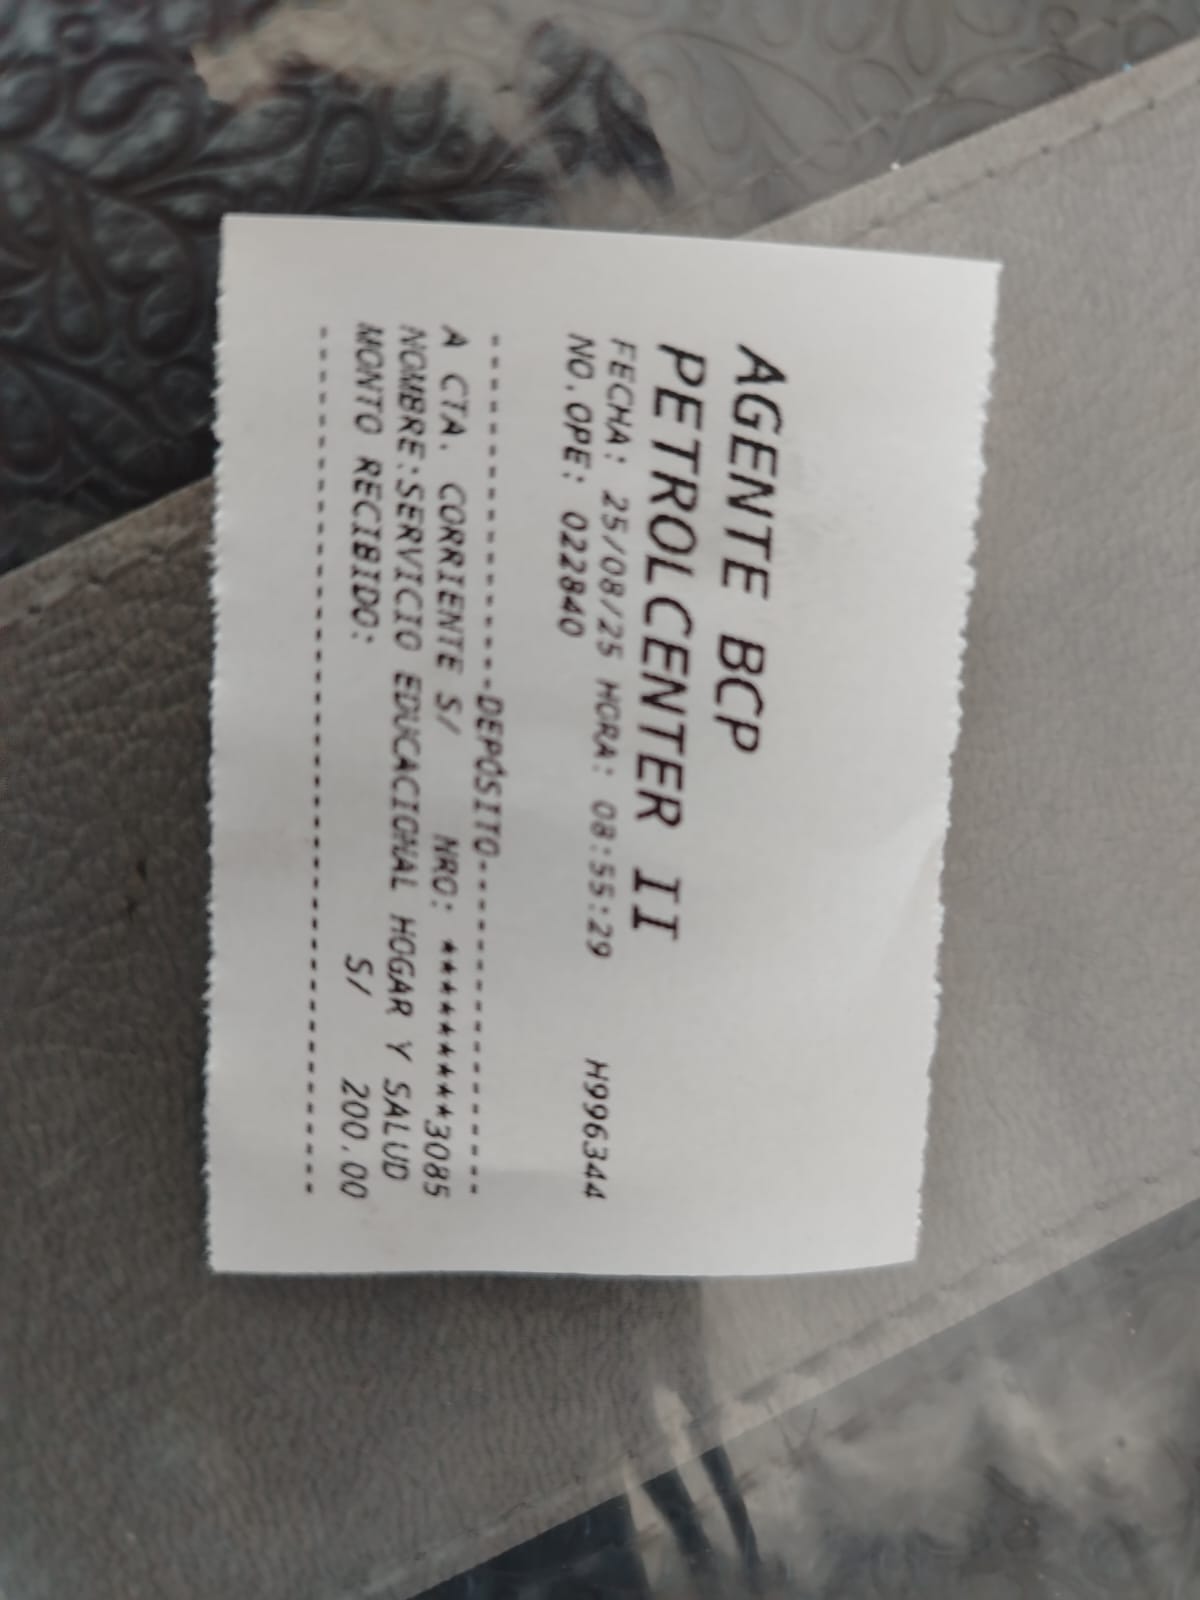 AGENTE BCP
PETROLCENTER II
FECHA: 25/08/25 HORA: 08:55:29 H996344
NO.OPE: 022840
-----------------DEPÓSITO-----------------
A CTA. CORRIENTE S/ NRO: **********3085
NOMBRE:SERVICIO EDUCACIONAL HOGAR Y SALUD
MONTO RECIBIDO: S/ 200.00
------------------------------------------